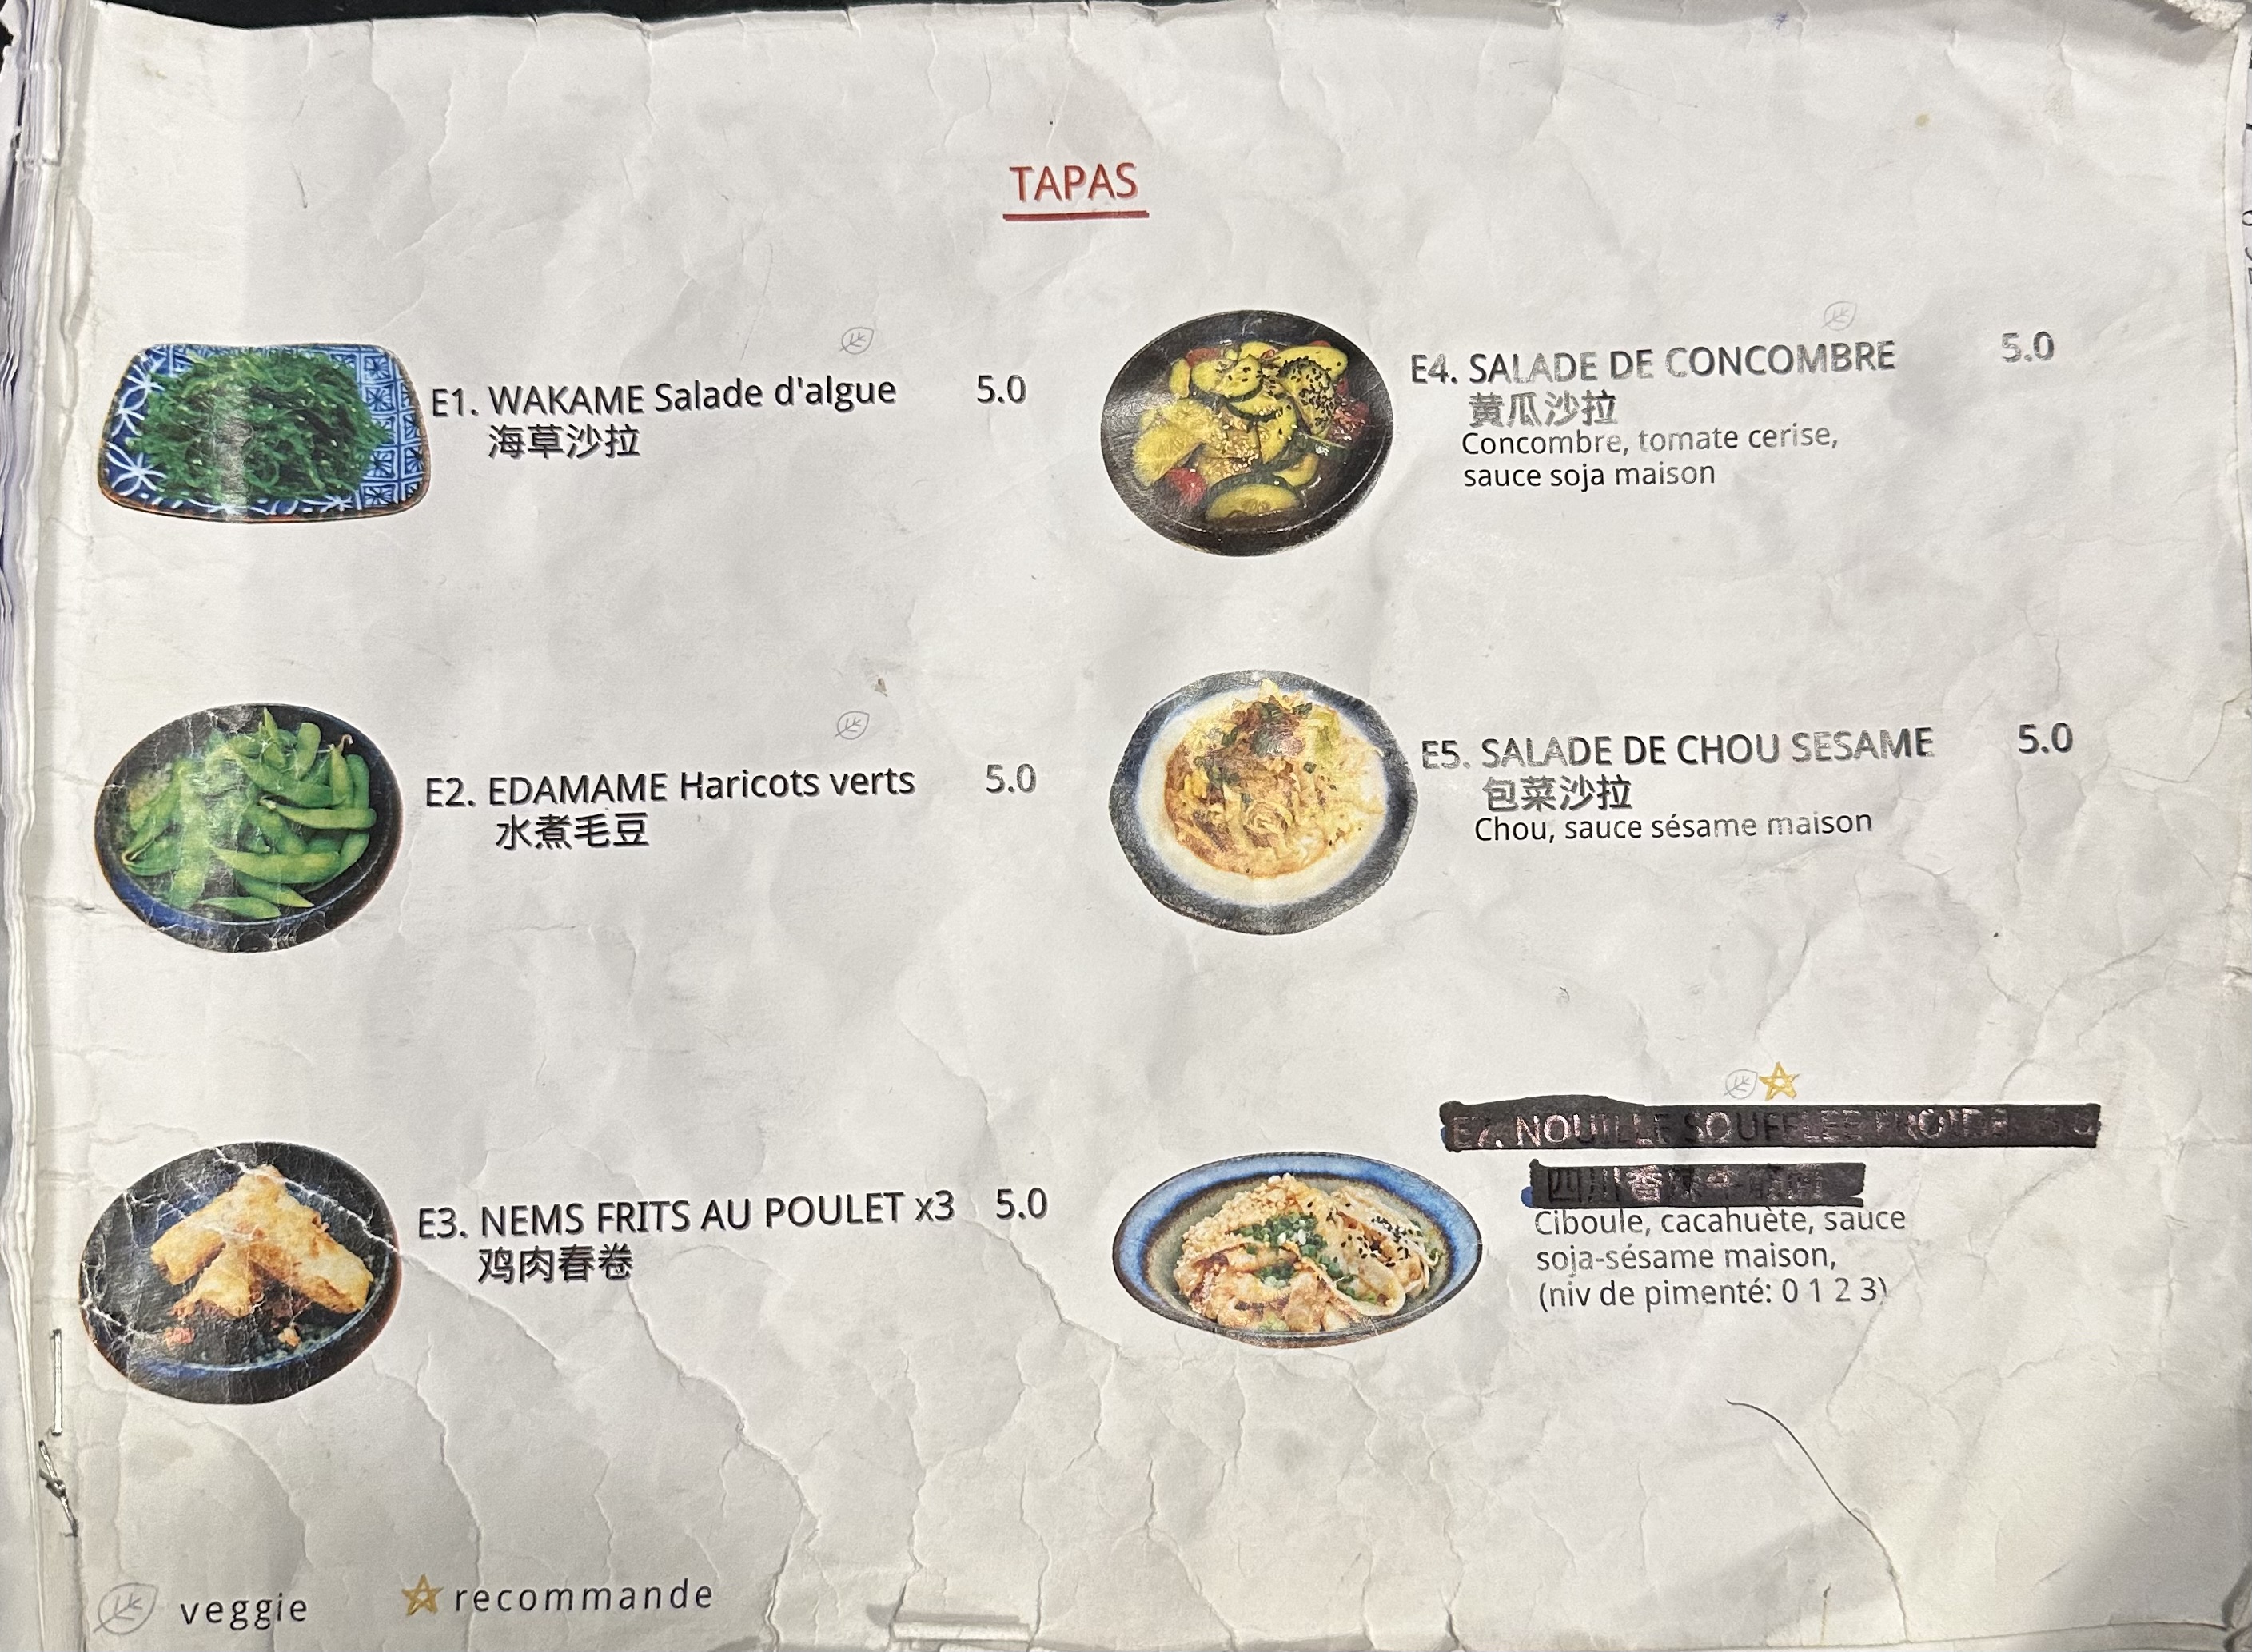 TAPAS
E1. WAKAME Salade d'algue 5.0
海草沙拉
E2. EDAMAME Haricots verts 5.0
水煮毛豆
E3. NEMS FRITS AU POULET x3 5.0
鸡肉春卷
E4. SALADE DE CONCOMBRE 5.0
黄瓜沙拉
Concombre, tomate cerise,
sauce soja maison
E5. SALADE DE CHOU SESAME 5.0
包菜沙拉
Chou, sauce sésame maison
E7. NOUILLE SOUFFLEE FROIDE
Ciboule, cacahuète, sauce
soja-sésame maison,
(niv de pimenté: 0 1 2 3)
veggie
recommande